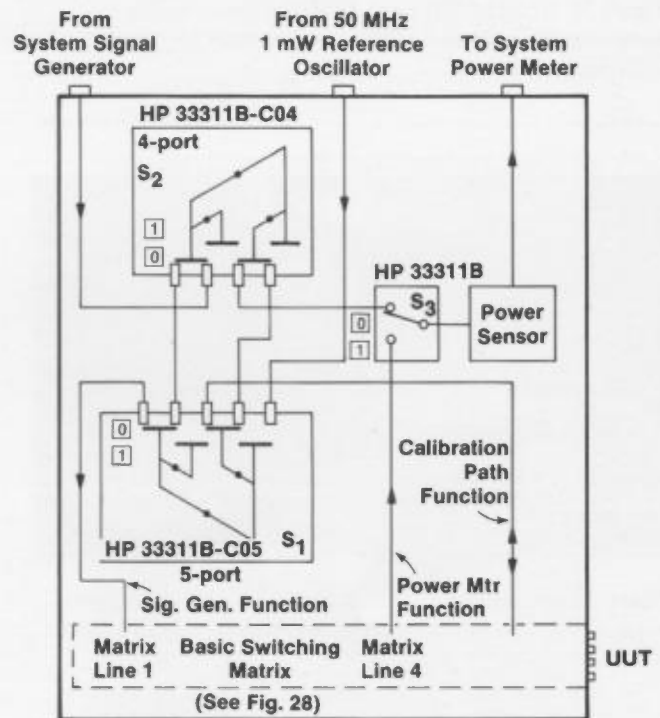 From
System Signal
Generator
From 50 MHz
1 mW Reference
Oscillator
To System
Power Meter
HP 33311B-C04
4-port
S2
1
0
HP 33311B
S3
0
1
Power
Sensor
0
1
Calibration
Path
Function
HP 33311B-C05
S1
5-port
Sig. Gen. Function
Power Mtr
Function
Matrix
Line 1
Basic Switching
Matrix
Matrix
Line 4
UUT
(See Fig. 28)